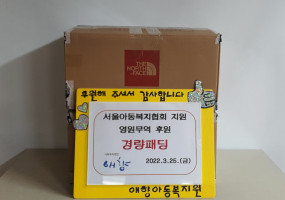 THE
NORTH
FACE
후원해 주셔서 감사합니다
서울아동복지협회 지원
영원무역 후원
경량패딩
애향
2022.3.25.(금)
애향아동복지원